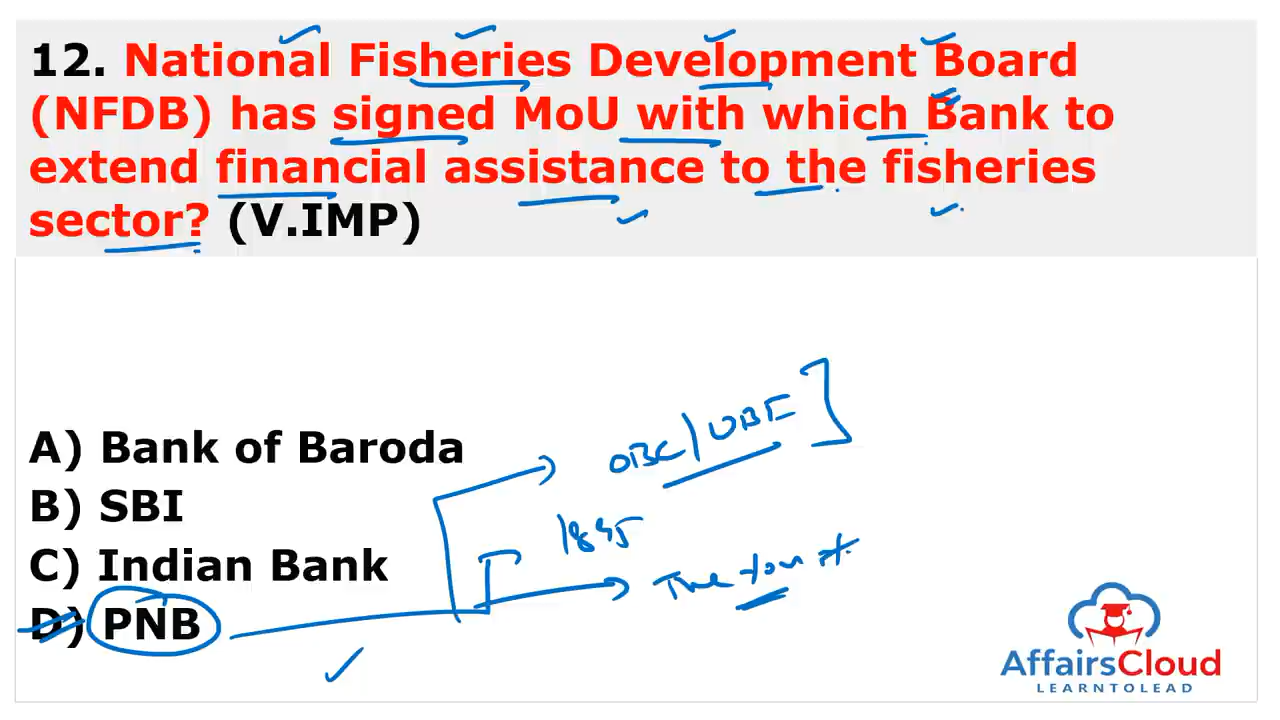 12. National Fisheries Development Board
(NFDB) has signed MoU with which Bank to
extend financial assistance to the fisheries
sector? (V.IMP)
OBC/UBI
A) Bank of Baroda
B) SBI
1895
C) Indian Bank
The
D) PNB
AffairsCloud
LEARNTOLEAD